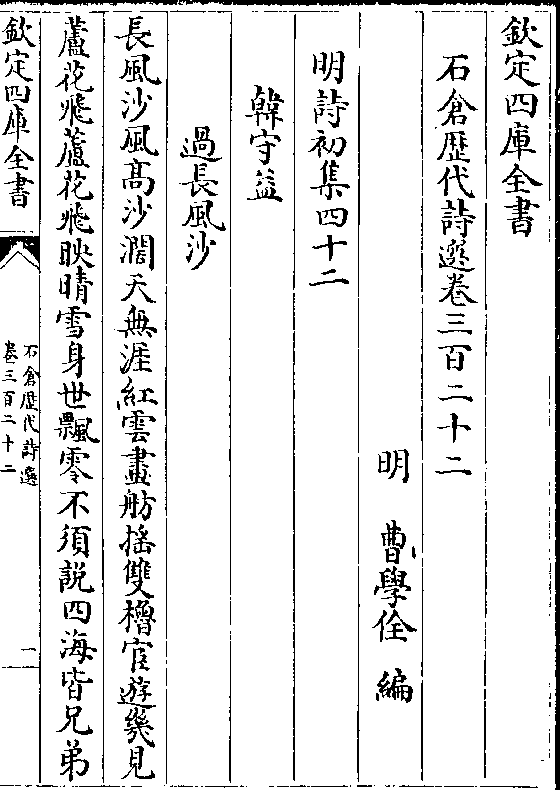 欽定四庫全書
石倉歴代詩選卷三百二十二
明 曹學佺 編
明詩初集四十二
韓守益
過長風沙
長風沙風髙沙濶天無涯紅雲畫舫揺雙櫓宦遊幾見
蘆花飛蘆花飛映晴雪身世飄零不須説四海皆兄弟
欽定四庫全書
石倉歴代詩選
卷三百二十二
一